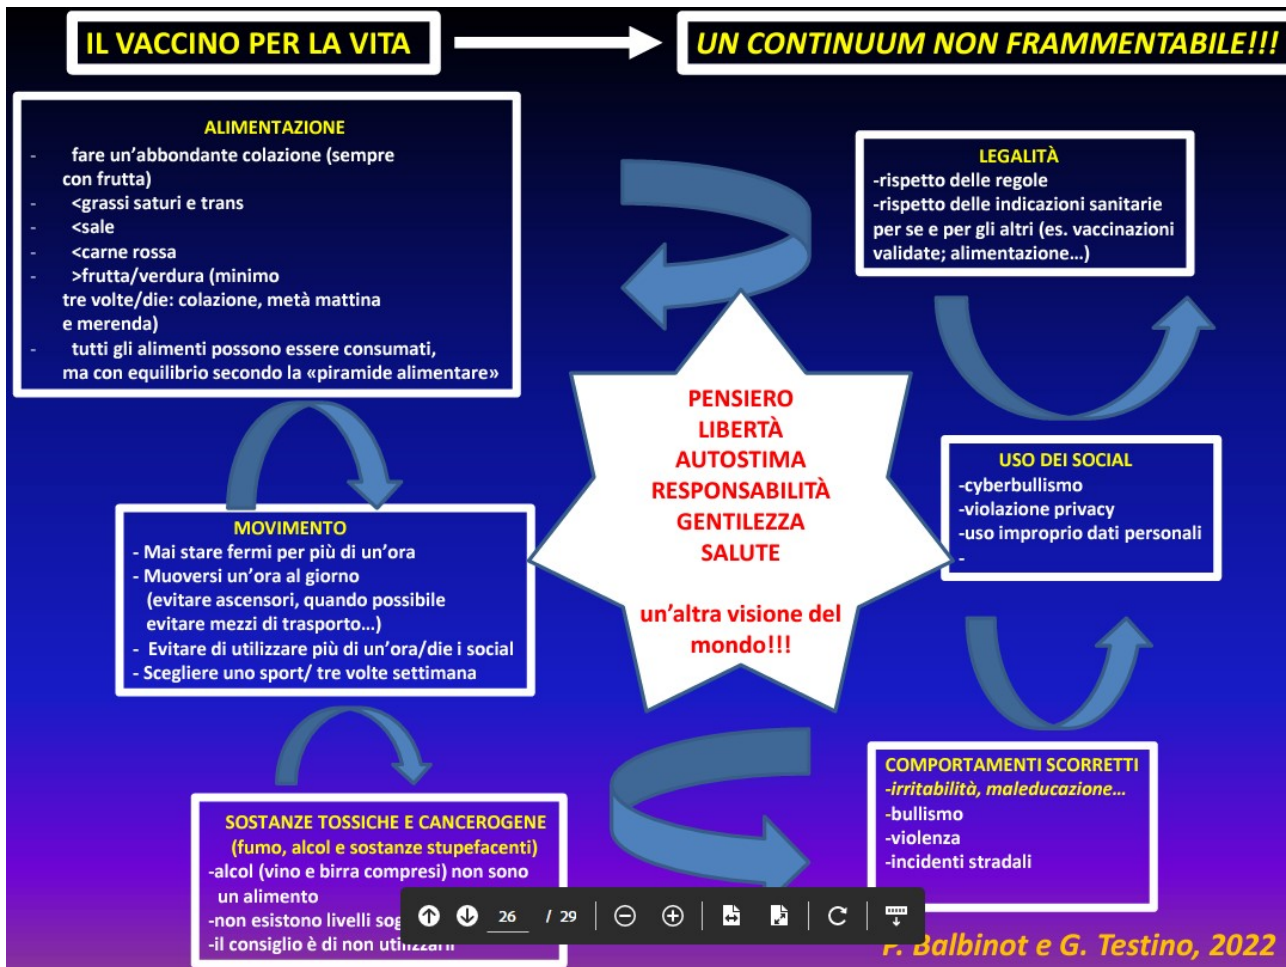 IL VACCINO PER LA VITA
UN CONTINUUM NON FRAMMENTABILE!!!
ALIMENTAZIONE
- fare un’abbondante colazione (sempre
con frutta)
- <grassi saturi e trans
- <sale
- <carne rossa
- >frutta/verdura (minimo
tre volte/die: colazione, metà mattina
e merenda)
- tutti gli alimenti possono essere consumati,
ma con equilibrio secondo la «piramide alimentare»
MOVIMENTO
- Mai stare fermi per più di un’ora
- Muoversi un’ora al giorno
(evitare ascensori, quando possibile
evitare mezzi di trasporto…)
- Evitare di utilizzare più di un’ora/die i social
- Scegliere uno sport/ tre volte settimana
SOSTANZE TOSSICHE E CANCEROGENE
(fumo, alcol e sostanze stupefacenti)
-alcol (vino e birra compresi) non sono
un alimento
-non esistono livelli
-il consiglio è di non utilizzarli
PENSIERO
LIBERTÀ
AUTOSTIMA
RESPONSABILITÀ
GENTILEZZA
SALUTE
un’altra visione del
mondo!!!
LEGALITÀ
-rispetto delle regole
-rispetto delle indicazioni sanitarie
per se e per gli altri (es. vaccinazioni
validate; alimentazione…)
USO DEI SOCIAL
-cyberbullismo
-violazione privacy
-uso improprio dati personali
-
COMPORTAMENTI SCORRETTI
-irritabilità, maleducazione…
-bullismo
-violenza
-incidenti stradali
26 / 29
P. Balbinot e G. Testino, 2022